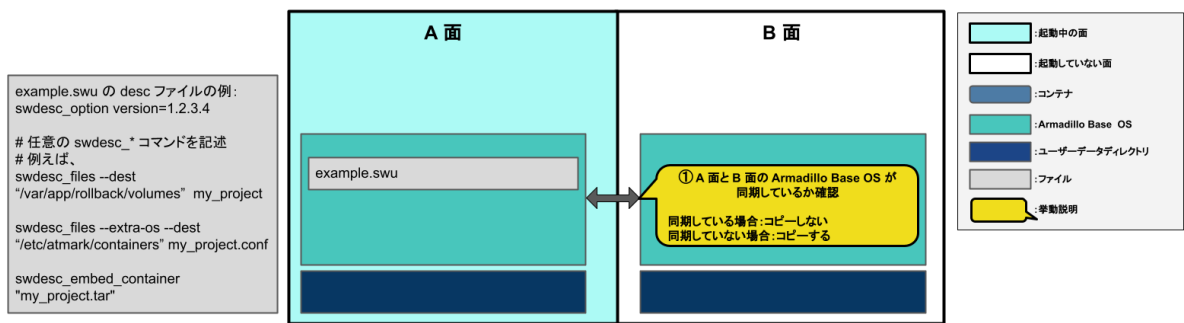 example.swu の desc ファイルの例:
swdesc_option version=1.2.3.4
# 任意の swdesc_* コマンドを記述
# 例えば、
swdesc_files --dest
“/var/app/rollback/volumes” my_project
swdesc_files --extra-os --dest
“/etc/atmark/containers” my_project.conf
swdesc_embed_container
"my_project.tar"
A 面
example.swu
B 面
① A 面と B 面の Armadillo Base OS が
同期しているか確認
同期している場合:コピーしない
同期していない場合:コピーする
:起動中の面
:起動していない面
:コンテナ
:Armadillo Base OS
:ユーザーデータディレクトリ
:ファイル
:挙動説明